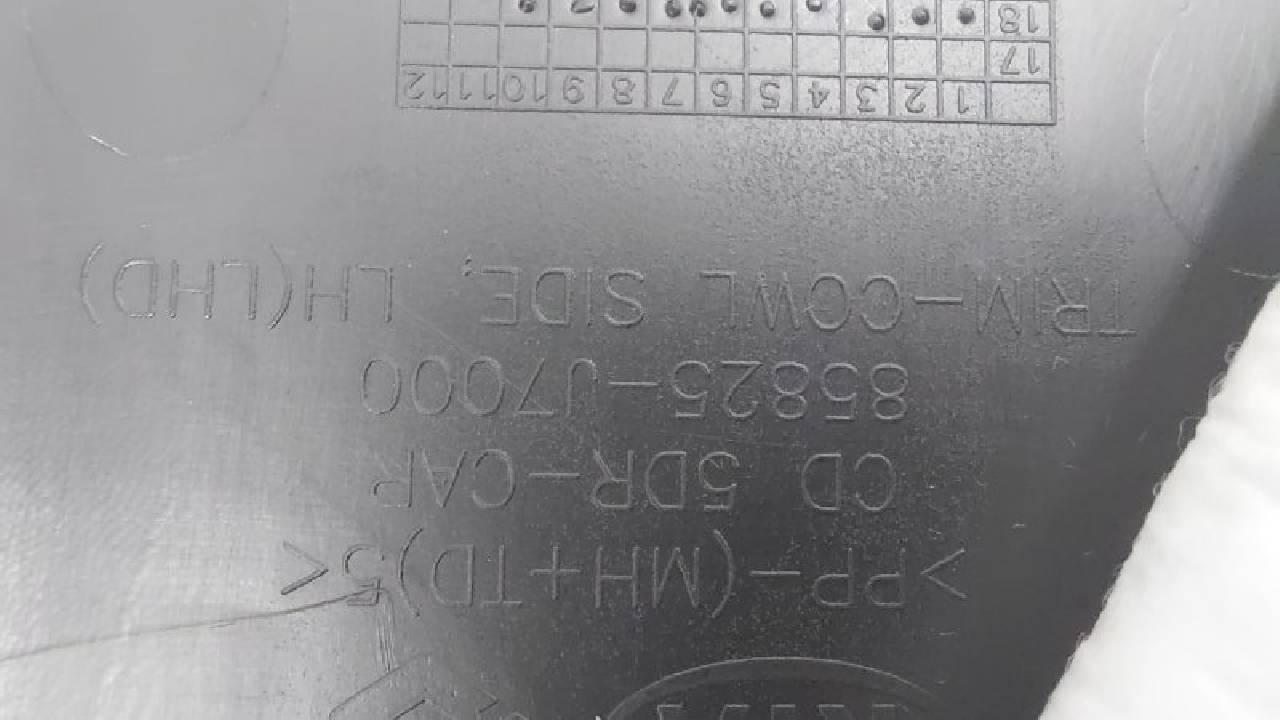 >PP-(MH+TD)5<
CD 5DR-CAR
85825-J7000
TRIM-COWL SIDE, LH(LHD)
1 2 3 4 5 6 7 8 9 10 11 12
17
18